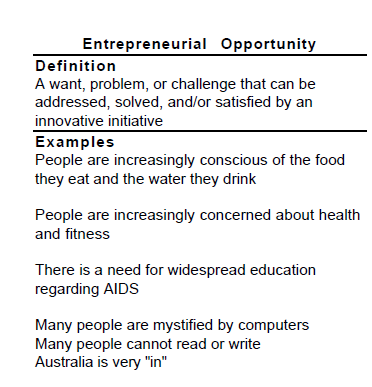 Entrepreneurial Opportunity
Definition
A want, problem, or challenge that can be
addressed, solved, and/or satisfied by an
innovative initiative
Examples
People are increasingly conscious of the food
they eat and the water they drink
People are increasingly concerned about health
and fitness
There is a need for widespread education
regarding AIDS
Many people are mystified by computers
Many people cannot read or write
Australia is very "in"